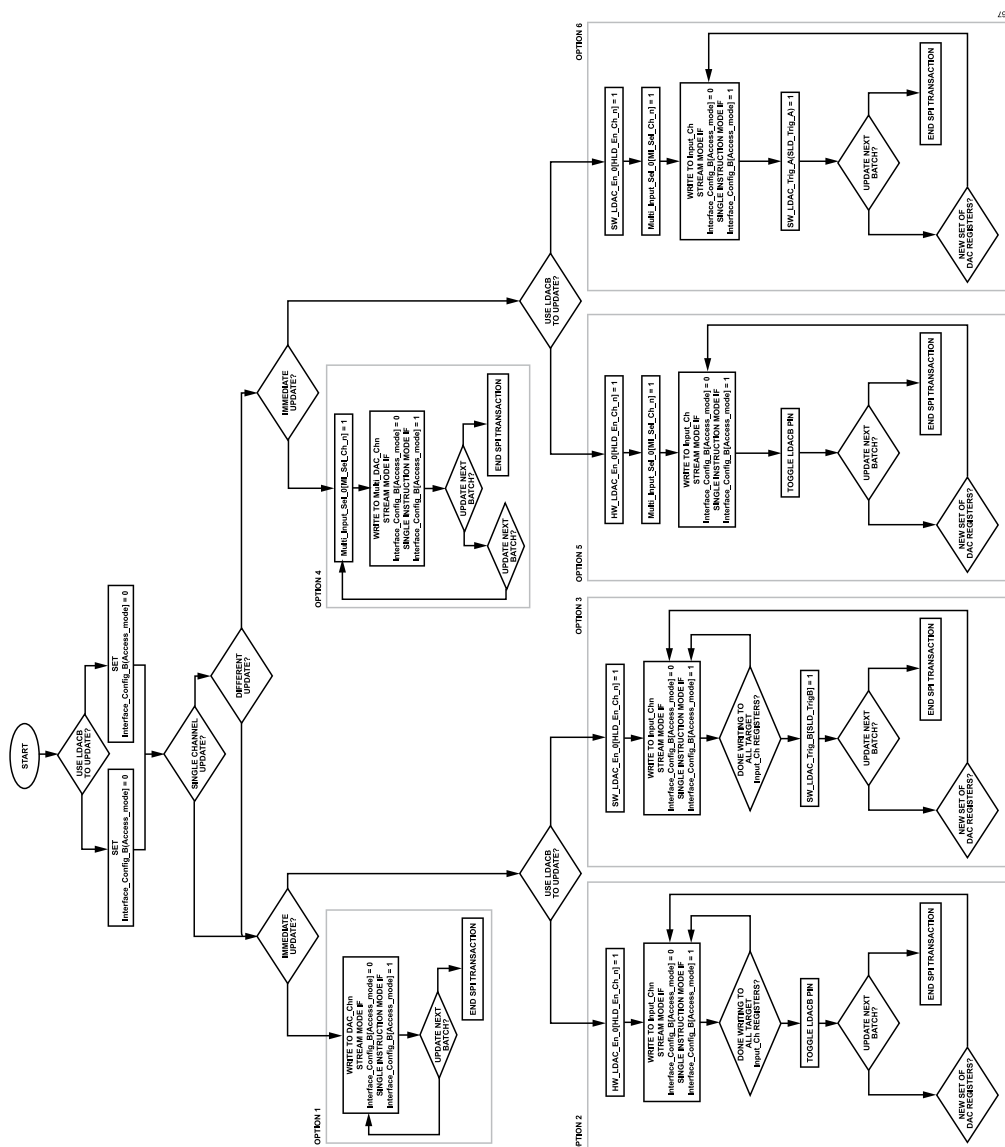 START
USE LDACB
TO UPDATE?
SET
Interface_Config_B[Access_mode] = 0
SET
Interface_Config_B[Access_mode] = 0
SINGLE CHANNEL
UPDATE?
DIFFERENT
UPDATE?
IMMEDIATE
UPDATE?
IMMEDIATE
UPDATE?
OPTION 1
WRITE TO DAC_Chn
STREAM MODE IF
Interface_Config_B[Access_mode] = 0
SINGLE INSTRUCTION MODE IF
Interface_Config_B[Access_mode] = 1
UPDATE NEXT
BATCH?
END SPI TRANSACTION
OPTION 4
Multi_Input_Sel_0[MI_Sel_Ch_n] = 1
WRITE TO Multi_DAC_Chn
STREAM MODE IF
Interface_Config_B[Access_mode] = 0
SINGLE INSTRUCTION MODE IF
Interface_Config_B[Access_mode] = 1
UPDATE NEXT
BATCH?
UPDATE NEXT
BATCH?
END SPI TRANSACTION
USE LDACB
TO UPDATE?
USE LDACB
TO UPDATE?
OPTION 2
HW_LDAC_En_0[HLD_En_Ch_n] = 1
WRITE TO Input_Chn
STREAM MODE IF
Interface_Config_B[Access_mode] = 0
SINGLE INSTRUCTION MODE IF
Interface_Config_B[Access_mode] = 1
DONE WRITING TO
ALL TARGET
Input_Ch REGISTERS?
TOGGLE LDACB PIN
UPDATE NEXT
BATCH?
END SPI TRANSACTION
NEW SET OF
DAC REGISTERS?
OPTION 3
SW_LDAC_En_0[HLD_En_Ch_n] = 1
WRITE TO Input_Chn
STREAM MODE IF
Interface_Config_B[Access_mode] = 0
SINGLE INSTRUCTION MODE IF
Interface_Config_B[Access_mode] = 1
DONE WRITING TO
ALL TARGET
Input_Ch REGISTERS?
SW_LDAC_Trig_B[SLD_TrigB] = 1
UPDATE NEXT
BATCH?
END SPI TRANSACTION
NEW SET OF
DAC REGISTERS?
OPTION 5
HW_LDAC_En_0[HLD_En_Ch_n] = 1
Multi_Input_Sel_0[MI_Sel_Ch_n] = 1
WRITE TO Input_Ch
STREAM MODE IF
Interface_Config_B[Access_mode] = 0
SINGLE INSTRUCTION MODE IF
Interface_Config_B[Access_mode] = 1
TOGGLE LDACB PIN
UPDATE NEXT
BATCH?
END SPI TRANSACTION
NEW SET OF
DAC REGISTERS?
OPTION 6
SW_LDAC_En_0[HLD_En_Ch_n] = 1
Multi_Input_Sel_0[MI_Sel_Ch_n] = 1
WRITE TO Input_Ch
STREAM MODE IF
Interface_Config_B[Access_mode] = 0
SINGLE INSTRUCTION MODE IF
Interface_Config_B[Access_mode] = 1
SW_LDAC_Trig_A(SLD_Trig_A) = 1
UPDATE NEXT
BATCH?
END SPI TRANSACTION
NEW SET OF
DAC REGISTERS?